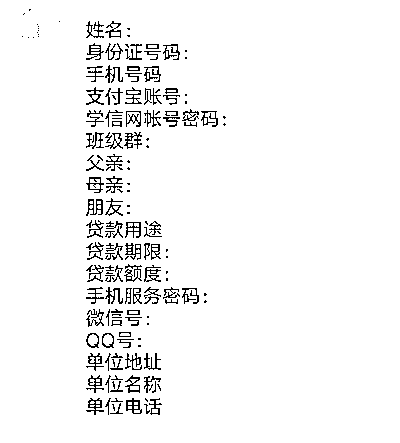 姓名：
身份证号码：
手机号码
支付宝账号：
学信网帐号密码：
班级群：
父亲：
母亲：
朋友：
贷款用途
贷款期限：
贷款额度：
手机服务密码：
微信号：
QQ号：
单位地址
单位名称
单位电话